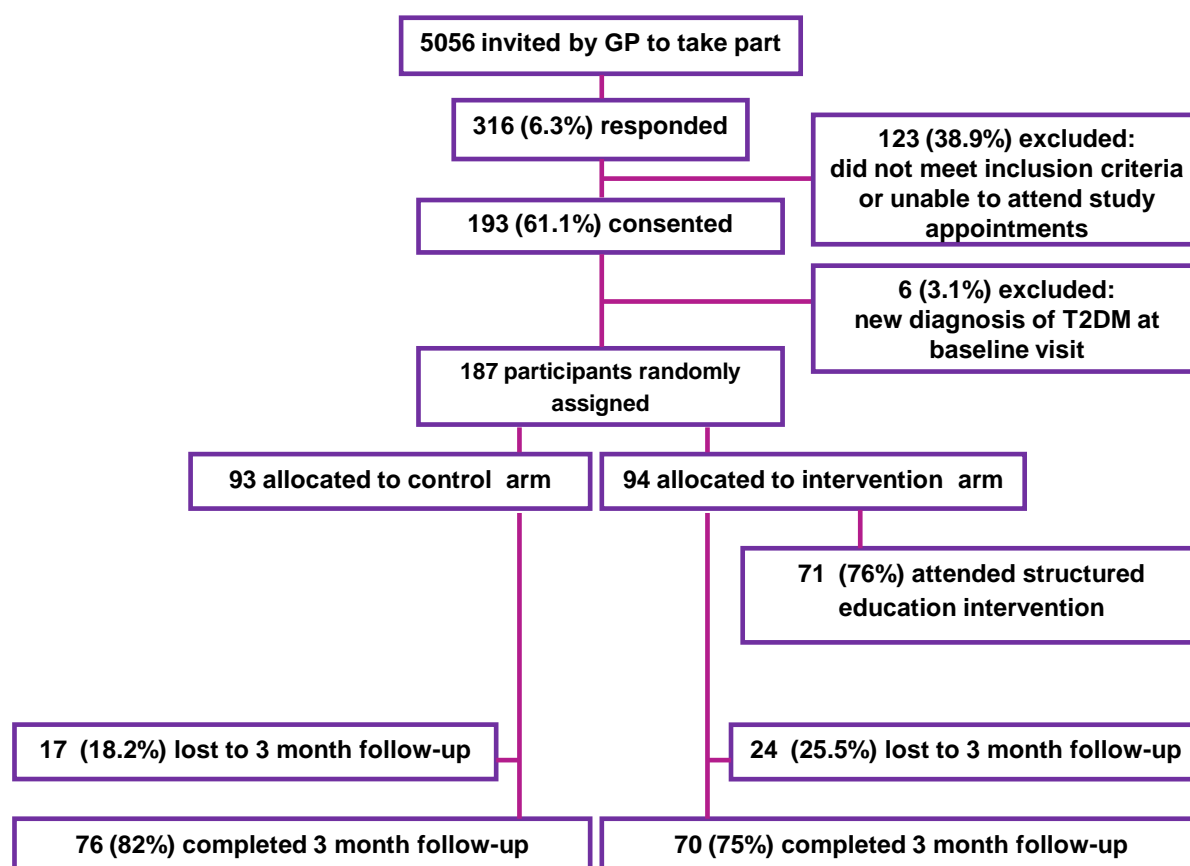 5056 invited by GP to take part
316 (6.3%) responded
123 (38.9%) excluded:
did not meet inclusion criteria
or unable to attend study
appointments
193 (61.1%) consented
6 (3.1%) excluded:
new diagnosis of T2DM at
baseline visit
187 participants randomly
assigned
93 allocated to control arm
94 allocated to intervention arm
71 (76%) attended structured
education intervention
17 (18.2%) lost to 3 month follow-up
24 (25.5%) lost to 3 month follow-up
76 (82%) completed 3 month follow-up
70 (75%) completed 3 month follow-up